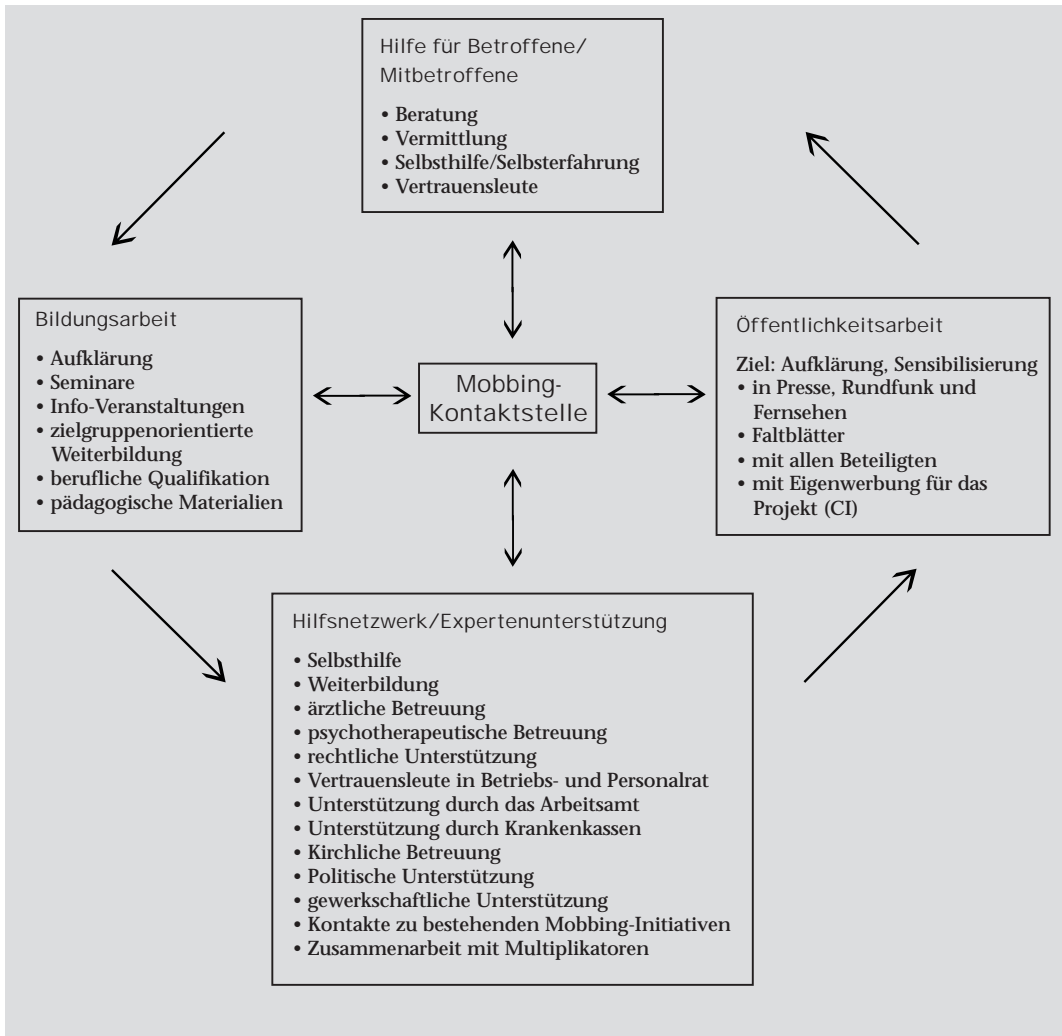 Hilfe für Betroffene/
Mitbetroffene
• Beratung
• Vermittlung
• Selbsthilfe/Selbsterfahrung
• Vertrauensleute
Bildungsarbeit
• Aufklärung
• Seminare
• Info-Veranstaltungen
• zielgruppenorientierte
Weiterbildung
• berufliche Qualifikation
• pädagogische Materialien
Mobbing-
Kontaktstelle
Öffentlichkeitsarbeit
Ziel: Aufklärung, Sensibilisierung
• in Presse, Rundfunk und
Fernsehen
• Faltblätter
• mit allen Beteiligten
• mit Eigenwerbung für das
Projekt (CI)
Hilfsnetzwerk/Expertenunterstützung
• Selbsthilfe
• Weiterbildung
• ärztliche Betreuung
• psychotherapeutische Betreuung
• rechtliche Unterstützung
• Vertrauensleute in Betriebs- und Personalrat
• Unterstützung durch das Arbeitsamt
• Unterstützung durch Krankenkassen
• Kirchliche Betreuung
• Politische Unterstützung
• gewerkschaftliche Unterstützung
• Kontakte zu bestehenden Mobbing-Initiativen
• Zusammenarbeit mit Multiplikatoren